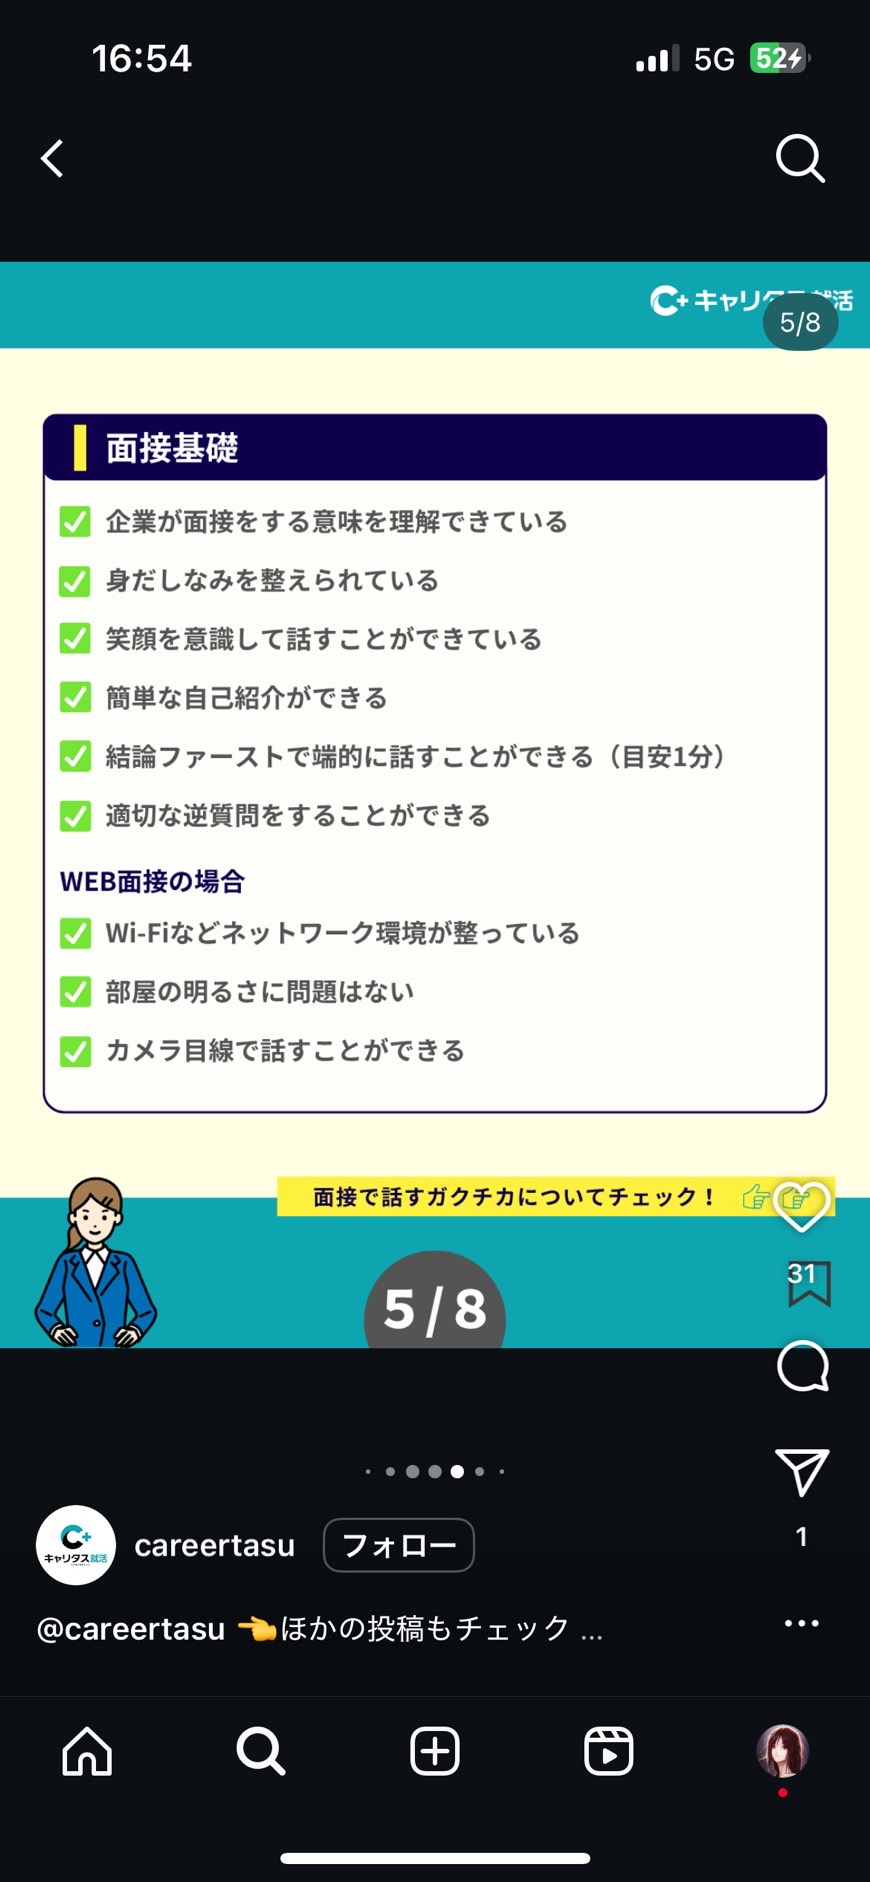 16:54
5G
52
キャリタス就活
5/8
面接基礎
企業が面接をする意味を理解できている
身だしなみを整えられている
笑顔を意識して話すことができている
簡単な自己紹介ができる
結論ファーストで端的に話すことができる（目安1分）
適切な逆質問をすることができる
WEB面接の場合
Wi-Fiなどネットワーク環境が整っている
部屋の明るさに問題はない
カメラ目線で話すことができる
面接で話すガクチカについてチェック！
31
5/8
1
キャリタス就活
careertasu
フォロー
@careertasu 👈ほかの投稿もチェック ...